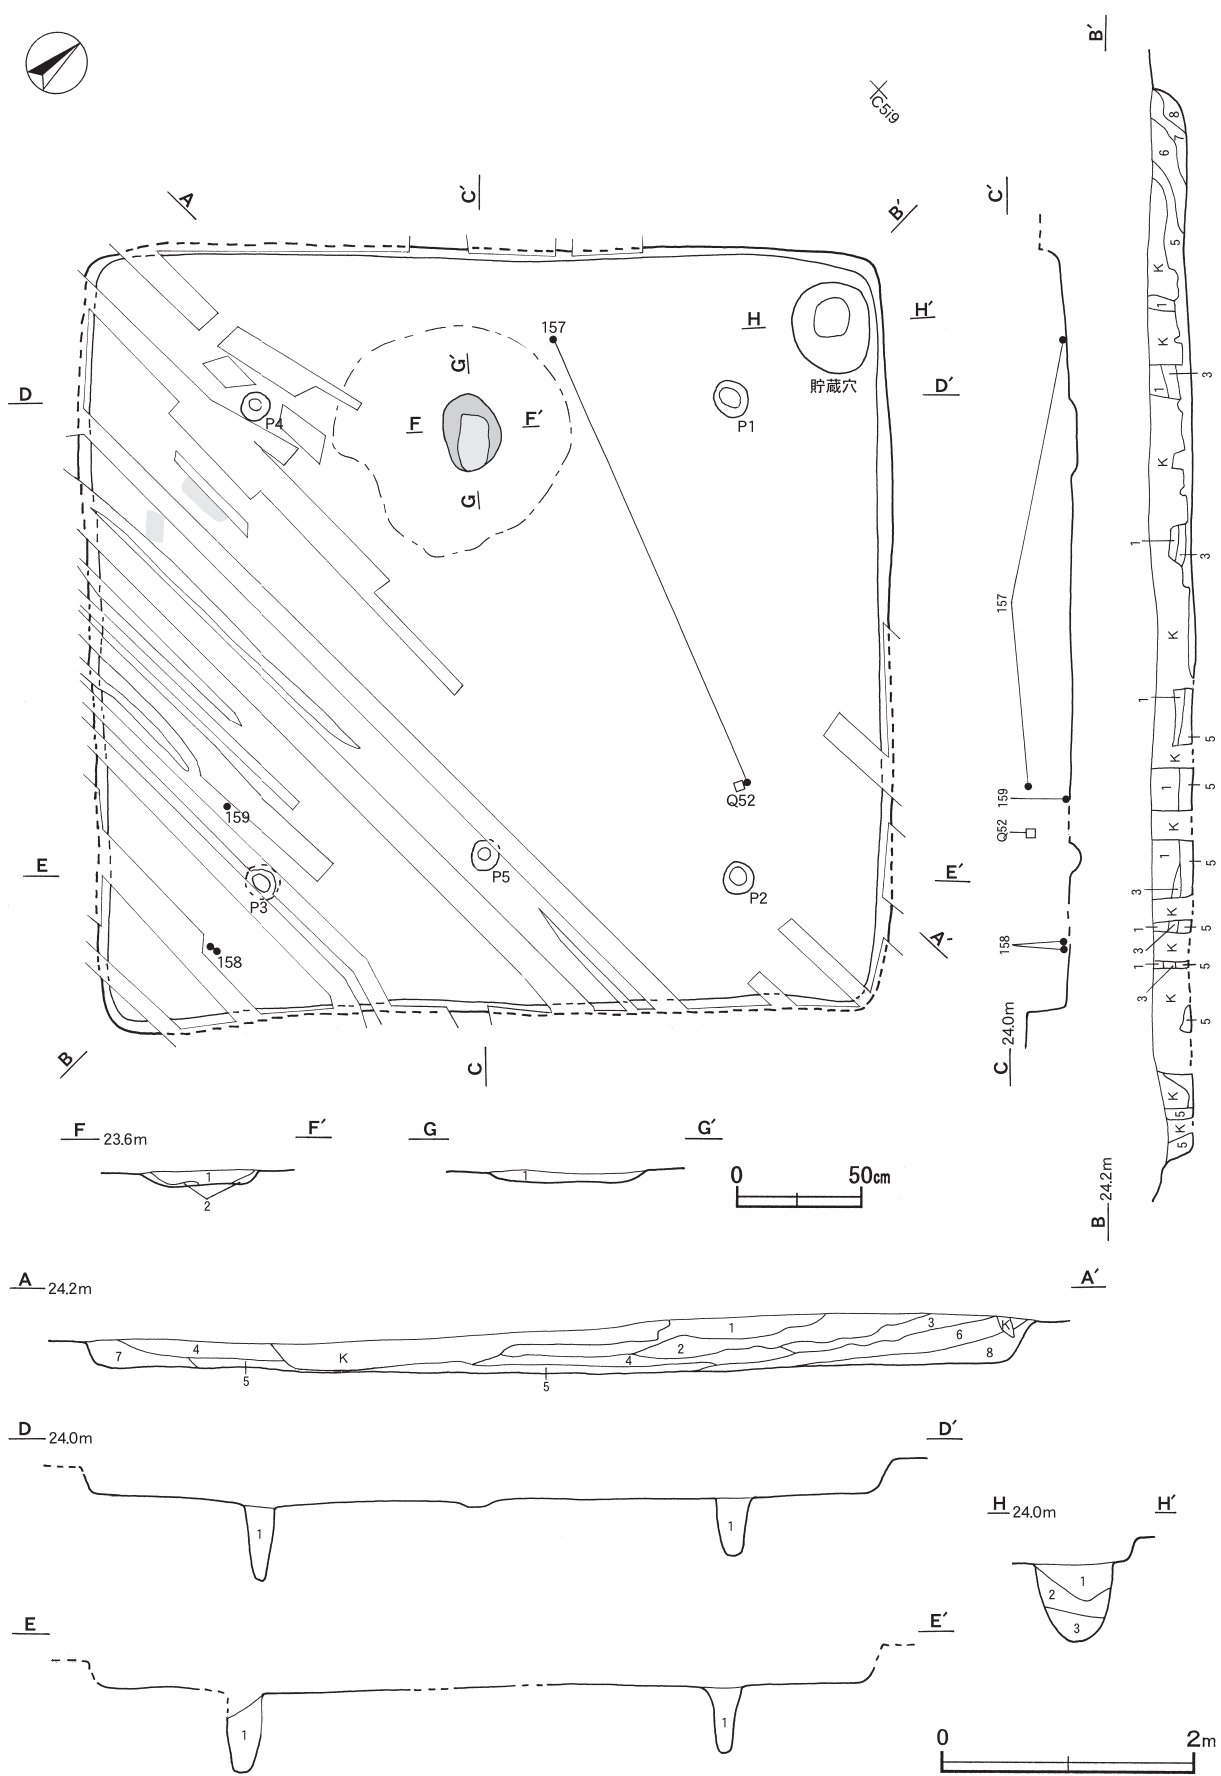 B′
C5i9
A
C′
B′
C′
8
7
6
5
K
1
K
3
1
K
1
3
K
1
5
K
1
5
K
1
5
3
K
1
5
3
K
1
5
3
K
5
K
5
K
5
157
H
H′
貯蔵穴
D
D′
P4
G′
F
F′
G
P1
157
Q52
159
159
Q52
E
P5
P2
E′
P3
158
A′
158
B
C
C
24.0m
B
24.2m
F
23.6m
F′
G
G′
1
2
1
0
50cm
A
24.2m
A′
7
4
5
K
5
4
2
1
3
6
8
K
D
24.0m
D′
1
1
H
24.0m
H′
1
2
3
E
E′
1
1
0
2m